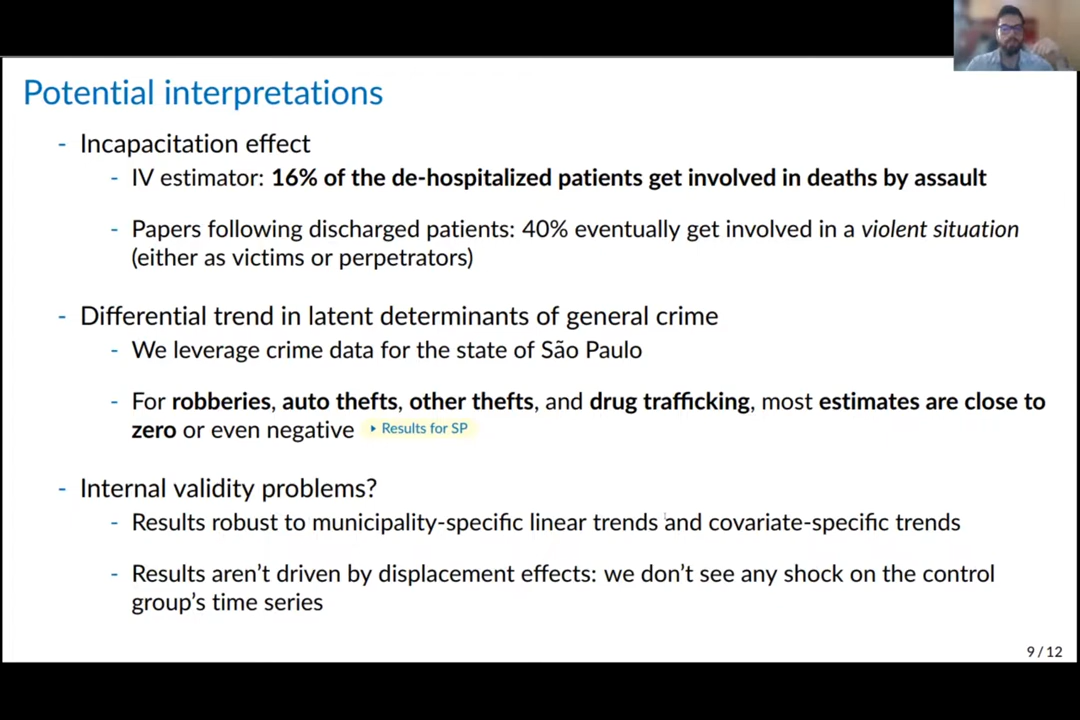 Potential interpretations
- Incapacitation effect
- IV estimator: 16% of the de-hospitalized patients get involved in deaths by assault
- Papers following discharged patients: 40% eventually get involved in a violent situation
(either as victims or perpetrators)
- Differential trend in latent determinants of general crime
- We leverage crime data for the state of São Paulo
- For robberies, auto thefts, other thefts, and drug trafficking, most estimates are close to
zero or even negative ▸ Results for SP
- Internal validity problems?
- Results robust to municipality-specific linear trends and covariate-specific trends
- Results aren't driven by displacement effects: we don't see any shock on the control
group's time series
9 / 12